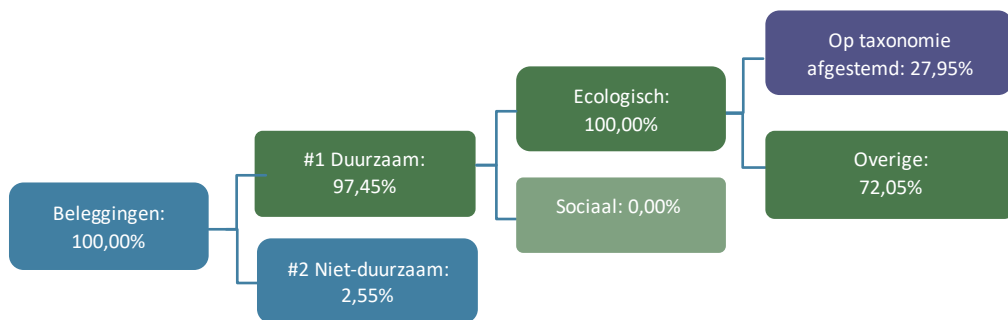 Beleggingen:
100,00%
#1 Duurzaam:
97,45%
#2 Niet-duurzaam:
2,55%
Ecologisch:
100,00%
Sociaal: 0,00%
Op taxonomie
afgestemd: 27,95%
Overige:
72,05%